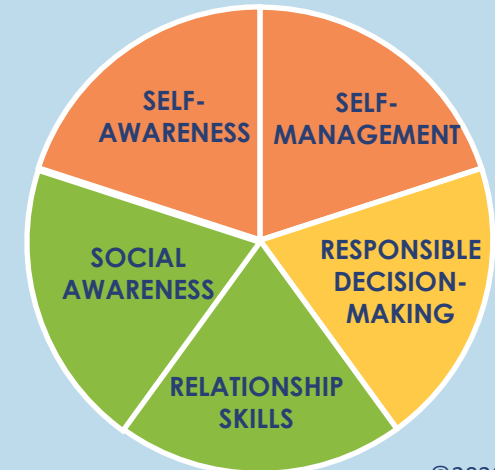 SELF-
AWARENESS
SELF-
MANAGEMENT
SOCIAL
AWARENESS
RESPONSIBLE
DECISION-
MAKING
RELATIONSHIP
SKILLS